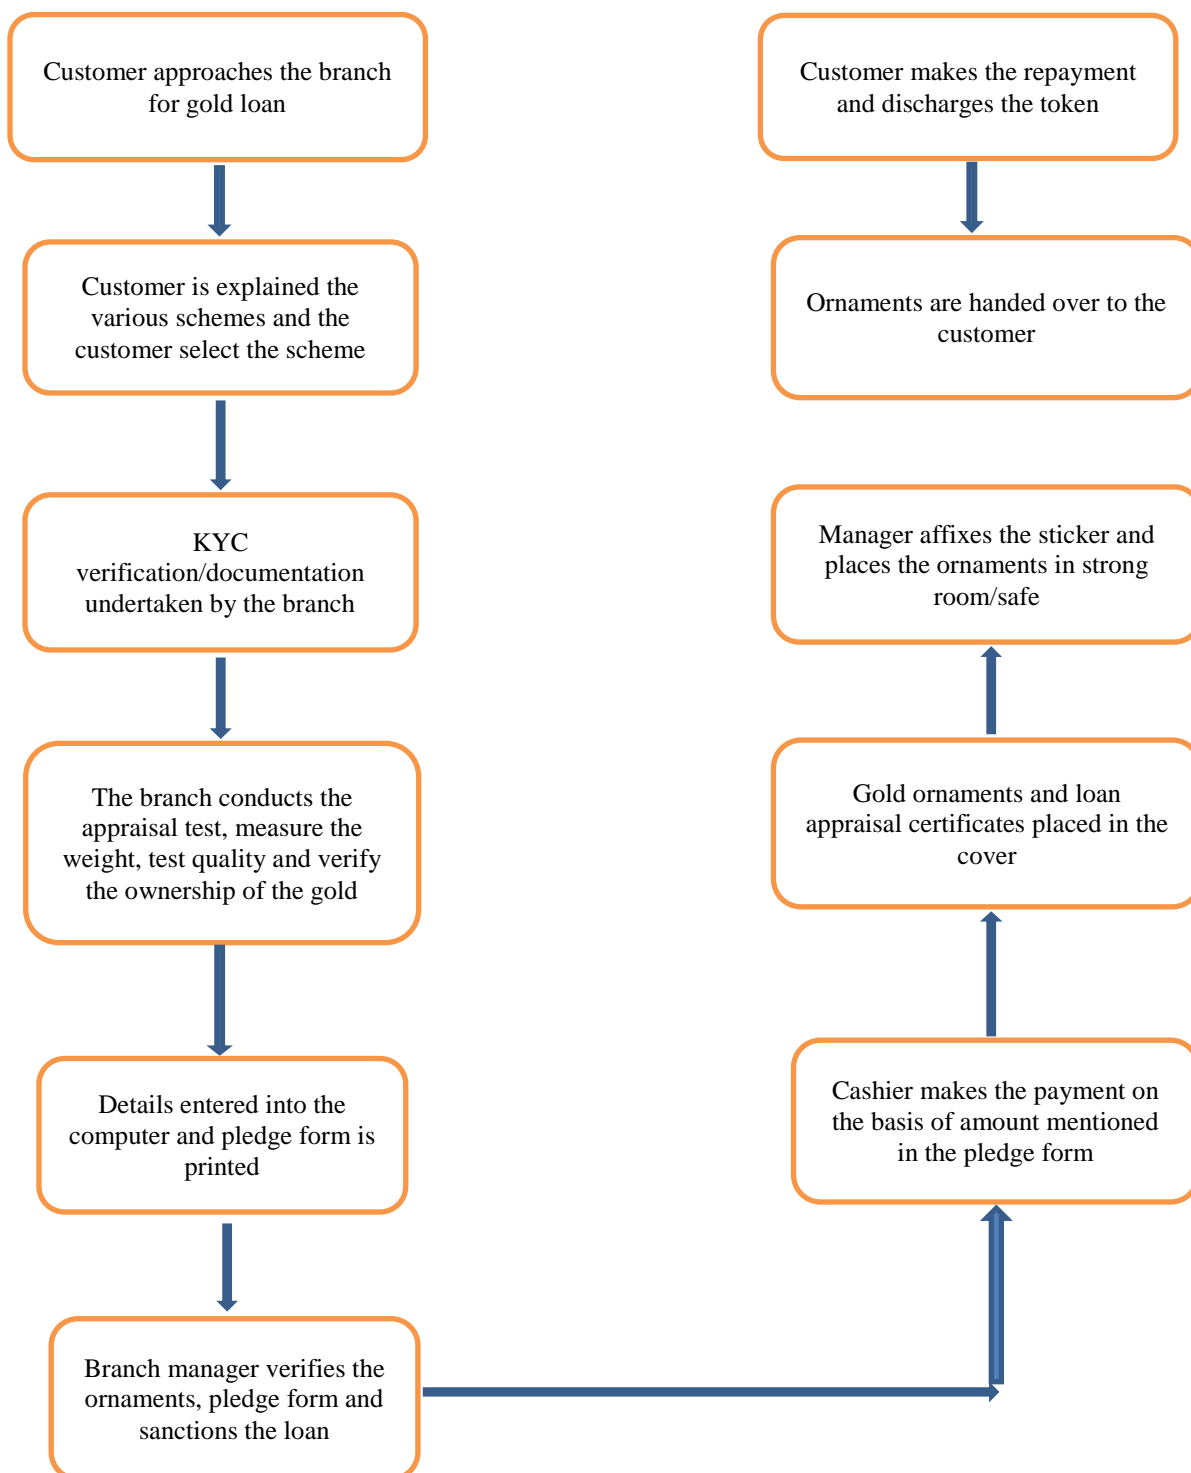 Customer approaches the branch
for gold loan
Customer is explained the
various schemes and the
customer select the scheme
KYC
verification/documentation
undertaken by the branch
The branch conducts the
appraisal test, measure the
weight, test quality and verify
the ownership of the gold
Details entered into the
computer and pledge form is
printed
Branch manager verifies the
ornaments, pledge form and
sanctions the loan
Cashier makes the payment on
the basis of amount mentioned
in the pledge form
Gold ornaments and loan
appraisal certificates placed in the
cover
Manager affixes the sticker and
places the ornaments in strong
room/safe
Customer makes the repayment
and discharges the token
Ornaments are handed over to the
customer